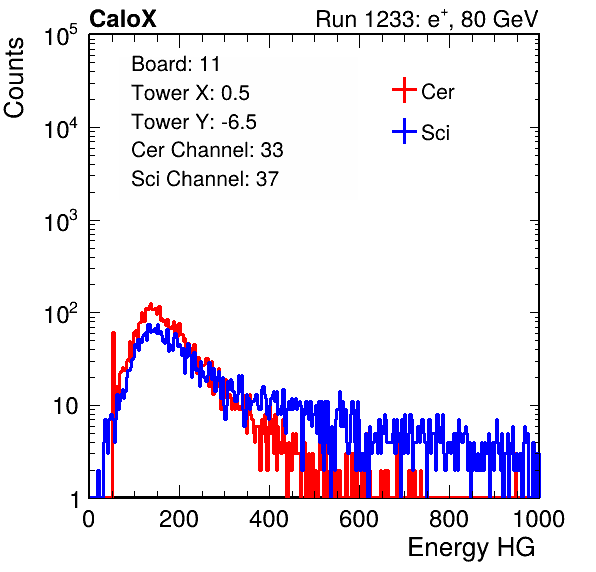 CaloX Run 1233: e⁺, 80 GeV
Counts
Board: 11
Tower X: 0.5
Tower Y: -6.5
Cer Channel: 33
Sci Channel: 37
Cer
Sci
10⁵
10⁴
10³
10²
10
1
0 200 400 600 800 1000
Energy HG